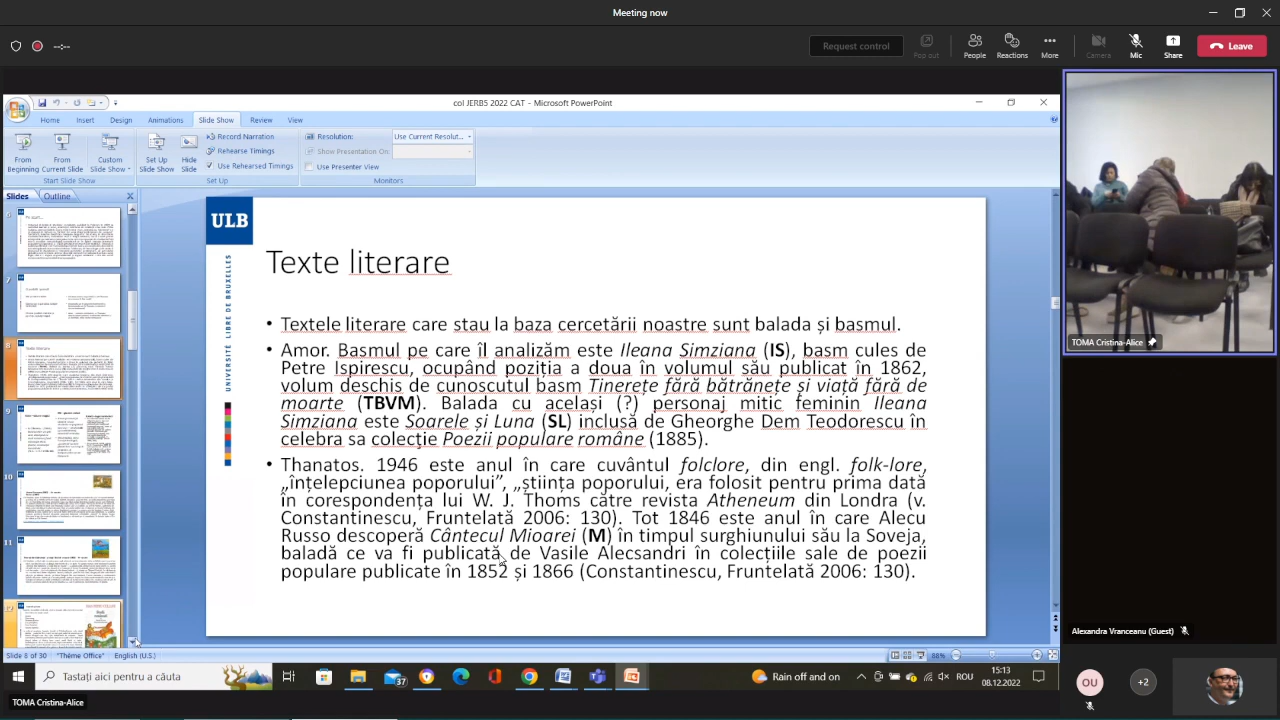 Meeting now
--:--
Request control
Pop out
People
Reactions
More
Camera
Mic
Share
Leave
col JERB5 2022 CAT - Microsoft PowerPoint
Home Insert Design Animations Slide Show Review View
From Beginning
From Current Slide
Custom Slide Show
Set Up Slide Show
Hide Slide
Record Narration
Rehearse Timings
Use Rehearsed Timings
Resolution: Use Current Resolut...
Show Presentation On:
Use Presenter View
Start Slide Show
Set Up
Monitors
Slides Outline
7
8
9
10
11
12
ULB
UNIVERSITÉ LIBRE DE BRUXELLES
Texte literare
• Textele literare care stau la baza cercetării noastre sunt balada și basmul.
• Amor. Basmul pe care îl analizăm este Ileana Simziana (IS), basm cules de
Petre Ispirescu, ocupând poziția a doua în volumul său publicat în 1862,
volum deschis de cunoscutul basm Tinerețe fără bătrânețe și viață fără de
moarte (TBVM). Balada cu același (?) personaj mitic feminin Ileana
Simziana este Soarele și luna (SL) inclusă de Gheorghe Dem Teodorescu în
celebra sa colecție Poezii populare române (1885).
• Thanatos. 1946 este anul în care cuvântul folclore, din engl. folk-lore,
„înțelepciunea poporului”, „știința poporului, era folosit pentru prima dată
în corespondența lui W.J. Thoms către revista Atheneum din Londra (v.
Constantinescu, Fruntelată 2006: 130). Tot 1846 este anul în care Alecu
Russo descoperă Cântecul Mioarei (M) în timpul surghiunului său la Soveja,
baladă ce va fi publicată de Vasile Alecsandri în colecțiile sale de poezii
populare publicate în 1852 și 1866 (Constantinescu, Fruntelată 2006: 130).
TOMA Cristina-Alice
Alexandra Vranceanu (Guest)
OU
+2
Slide 8 of 30 "Thème Office" English (U.S.)
88%
Tastați aici pentru a căuta
37
Rain off and on
ROU
15:13
08.12.2022
TOMA Cristina-Alice